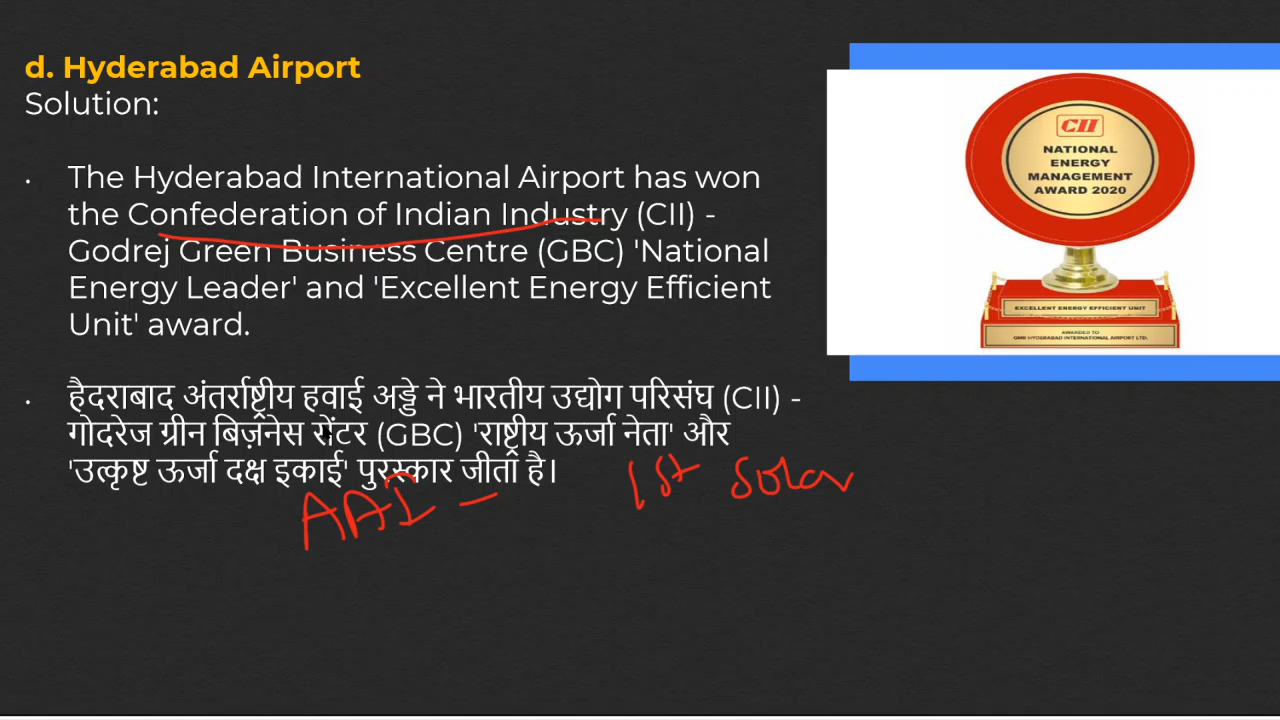 d. Hyderabad Airport
Solution:
• The Hyderabad International Airport has won
the Confederation of Indian Industry (CII) -
Godrej Green Business Centre (GBC) 'National
Energy Leader' and 'Excellent Energy Efficient
Unit' award.
• हैदराबाद अंतर्राष्ट्रीय हवाई अड्डे ने भारतीय उद्योग परिसंघ (CII) -
गोदरेज ग्रीन बिज़नेस सेंटर (GBC) 'राष्ट्रीय ऊर्जा नेता' और
'उत्कृष्ट ऊर्जा दक्ष इकाई' पुरस्कार जीता है।
AAI - 1st Solar
CII
NATIONAL
ENERGY
MANAGEMENT
AWARD 2020
EXCELLENT ENERGY EFFICIENT UNIT
AWARDED TO
GMR HYDERABAD INTERNATIONAL AIRPORT LTD.